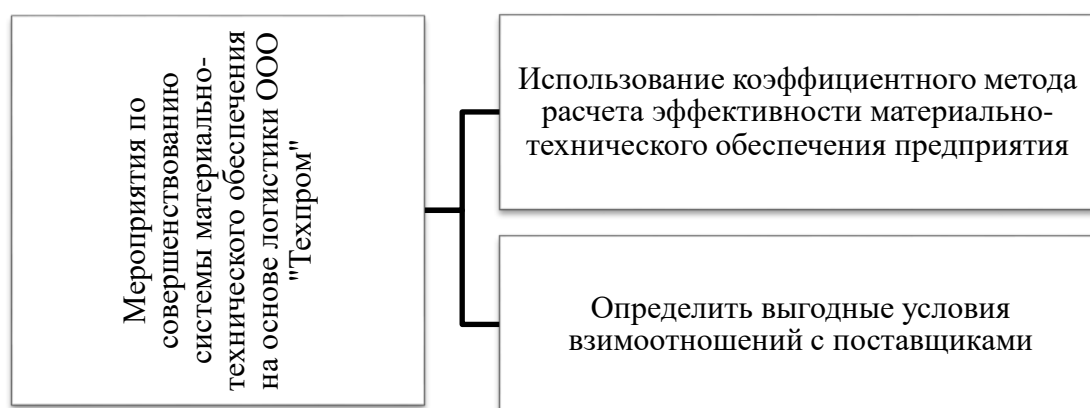 Мероприятия по
совершенствованию
системы материально-
технического обеспечения
на основе логистики ООО
"Техпром"
Использование коэффициентного метода
расчета эффективности материально-
технического обеспечения предприятия
Определить выгодные условия
взимоотношений с поставщиками